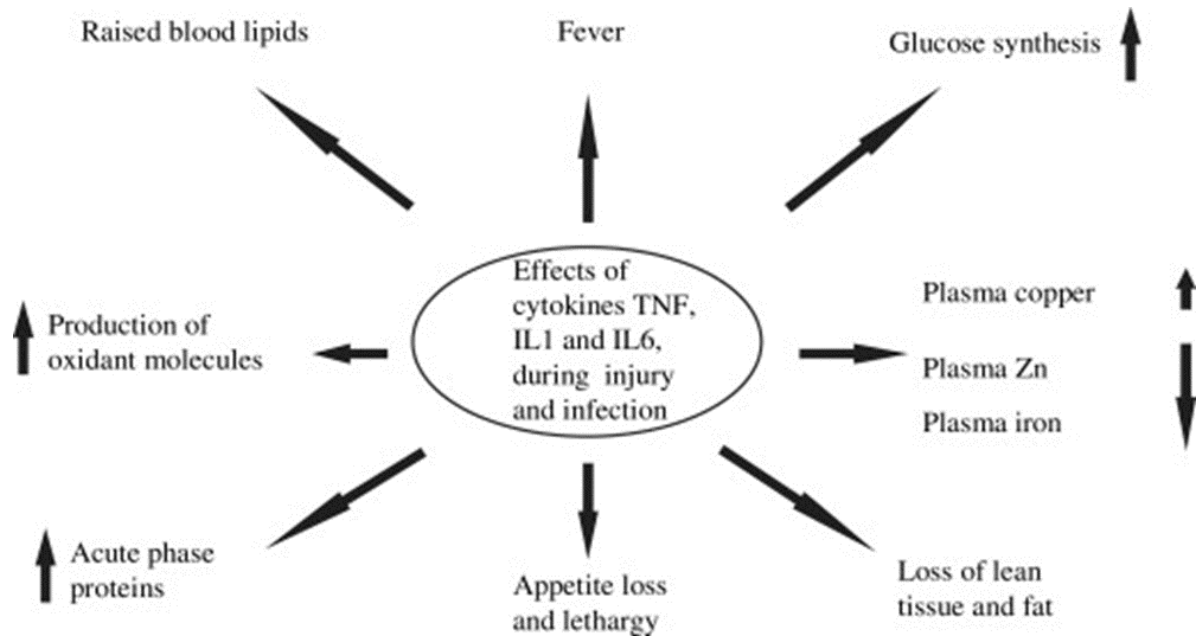 Raised blood lipids
Fever
Glucose synthesis
Effects of
cytokines TNF,
IL1 and IL6,
during injury
and infection
Plasma copper
Plasma Zn
Plasma iron
Production of
oxidant molecules
Acute phase
proteins
Appetite loss
and lethargy
Loss of lean
tissue and fat